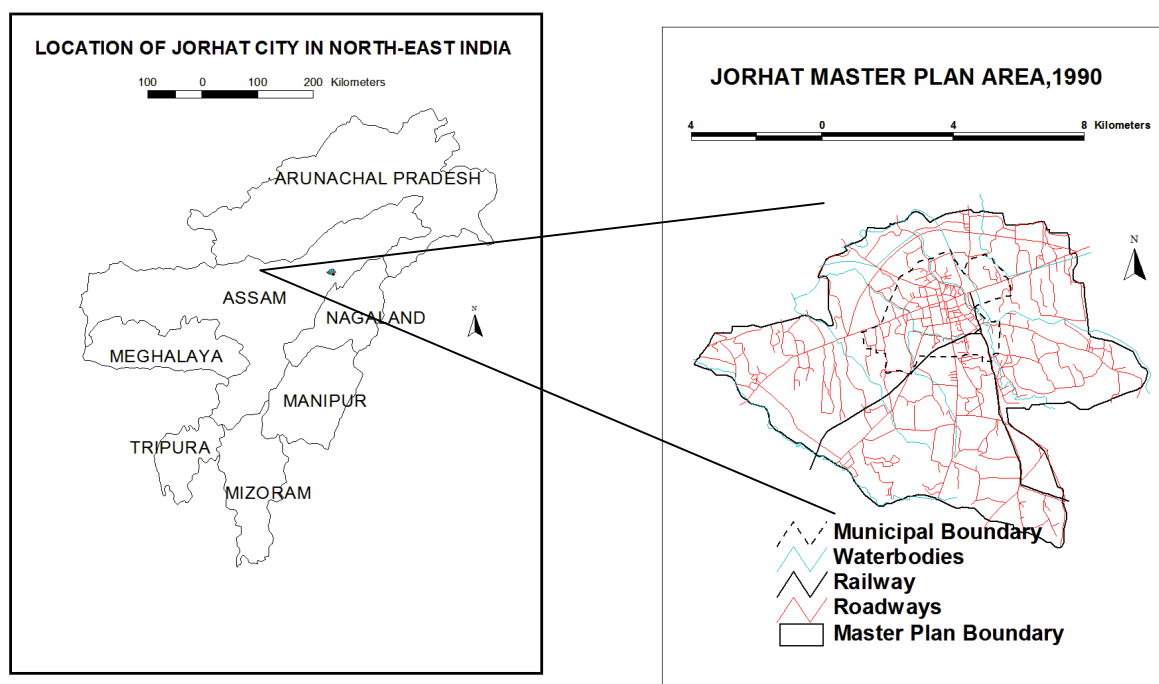 LOCATION OF JORHAT CITY IN NORTH-EAST INDIA
100 0 100 200 Kilometers
ARUNACHAL PRADESH
ASSAM
NAGALAND
N
MEGHALAYA
MANIPUR
TRIPURA
MIZORAM
JORHAT MASTER PLAN AREA,1990
4 0 4 8 Kilometers
N
Municipal Boundary
Waterbodies
Railway
Roadways
Master Plan Boundary